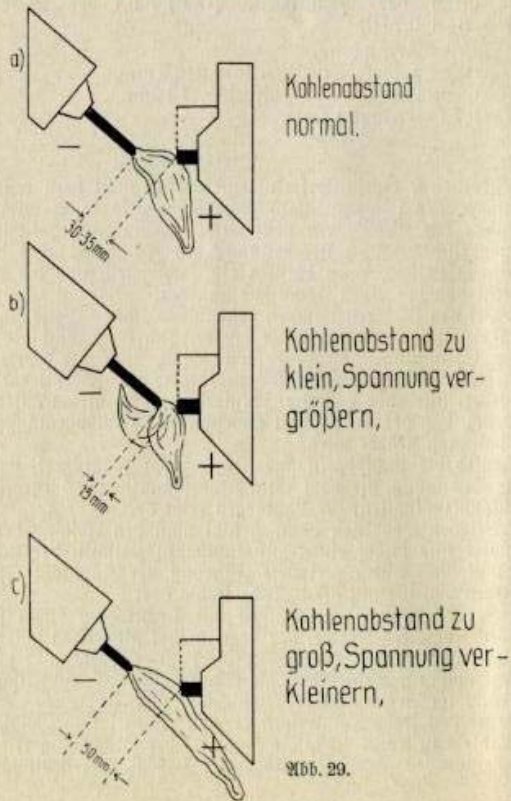 a)
Kohlenabstand
normal.
−
+
30-35mm
b)
Kohlenabstand zu
klein, Spannung ver-
größern,
−
+
15mm
c)
Kohlenabstand zu
groß, Spannung ver-
kleinern,
−
+
50mm
Abb. 29.